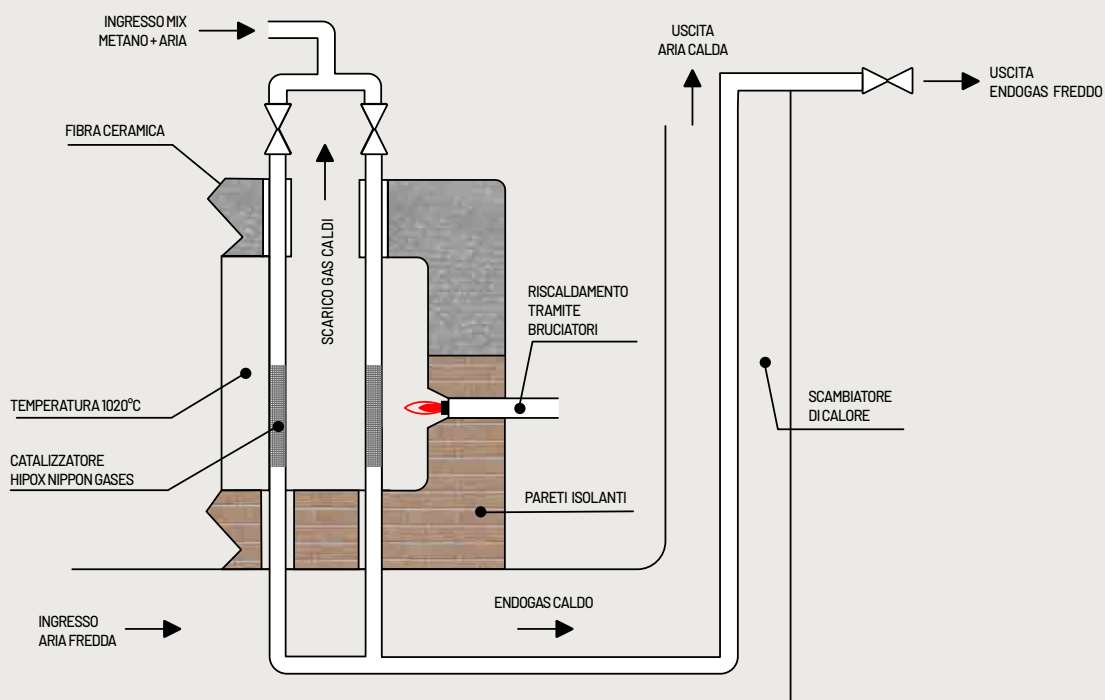 INGRESSO MIX
METANO + ARIA
USCITA
ARIA CALDA
USCITA
ENDOGAS FREDDO
FIBRA CERAMICA
SCARICO GAS CALDI
RISCALDAMENTO
TRAMITE
BRUCIATORI
TEMPERATURA 1020°C
SCAMBIATORE
DI CALORE
CATALIZZATORE
HIPOX NIPPON GASES
PARETI ISOLANTI
ENDOGAS CALDO
INGRESSO
ARIA FREDDA